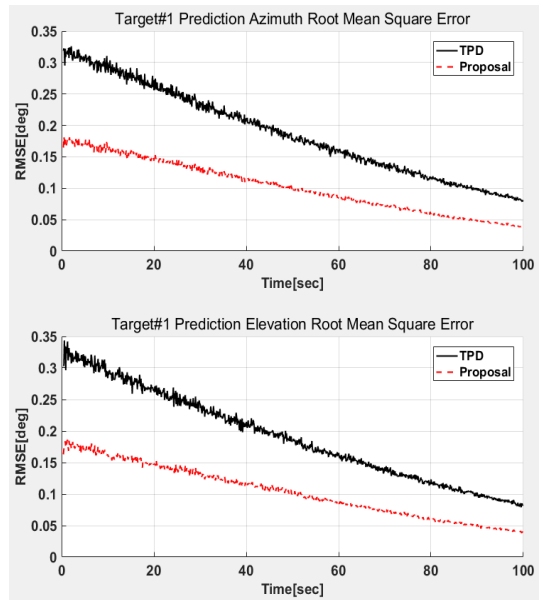 Target#1 Prediction Azimuth Root Mean Square Error
0.35
0.3
0.25
0.2
0.15
0.1
0.05
0
RMSE[deg]
TPD
Proposal
0 20 40 60 80 100
Time[sec]
Target#1 Prediction Elevation Root Mean Square Error
0.35
0.3
0.25
0.2
0.15
0.1
0.05
0
RMSE[deg]
TPD
Proposal
0 20 40 60 80 100
Time[sec]